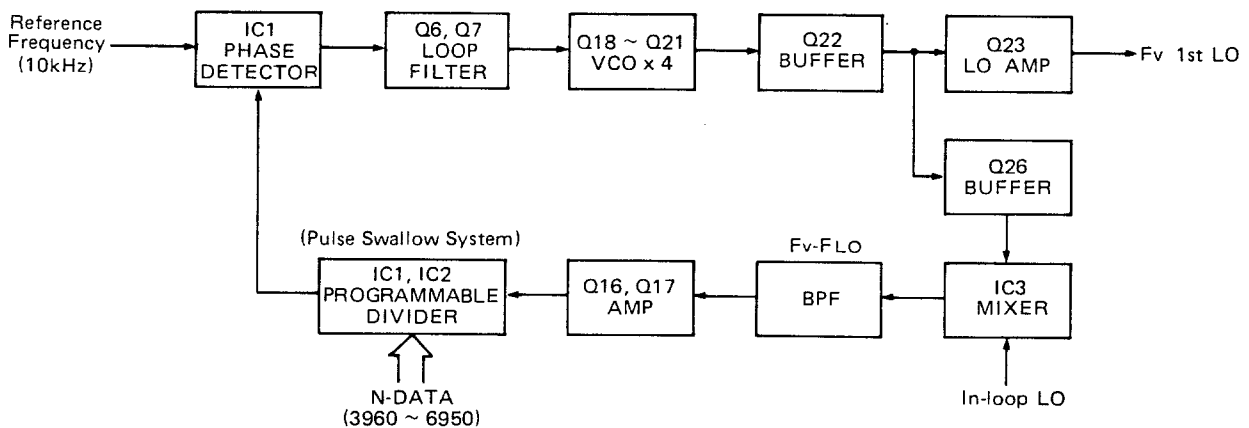 Reference
Frequency
(10kHz)
IC1
PHASE
DETECTOR
Q6, Q7
LOOP
FILTER
Q18 ~ Q21
VCO x 4
Q22
BUFFER
Q23
LO AMP
Fv 1st LO
Q26
BUFFER
(Pulse Swallow System)
IC1, IC2
PROGRAMMABLE
DIVIDER
Q16, Q17
AMP
Fv-FLO
BPF
IC3
MIXER
N-DATA
(3960 ~ 6950)
In-loop LO